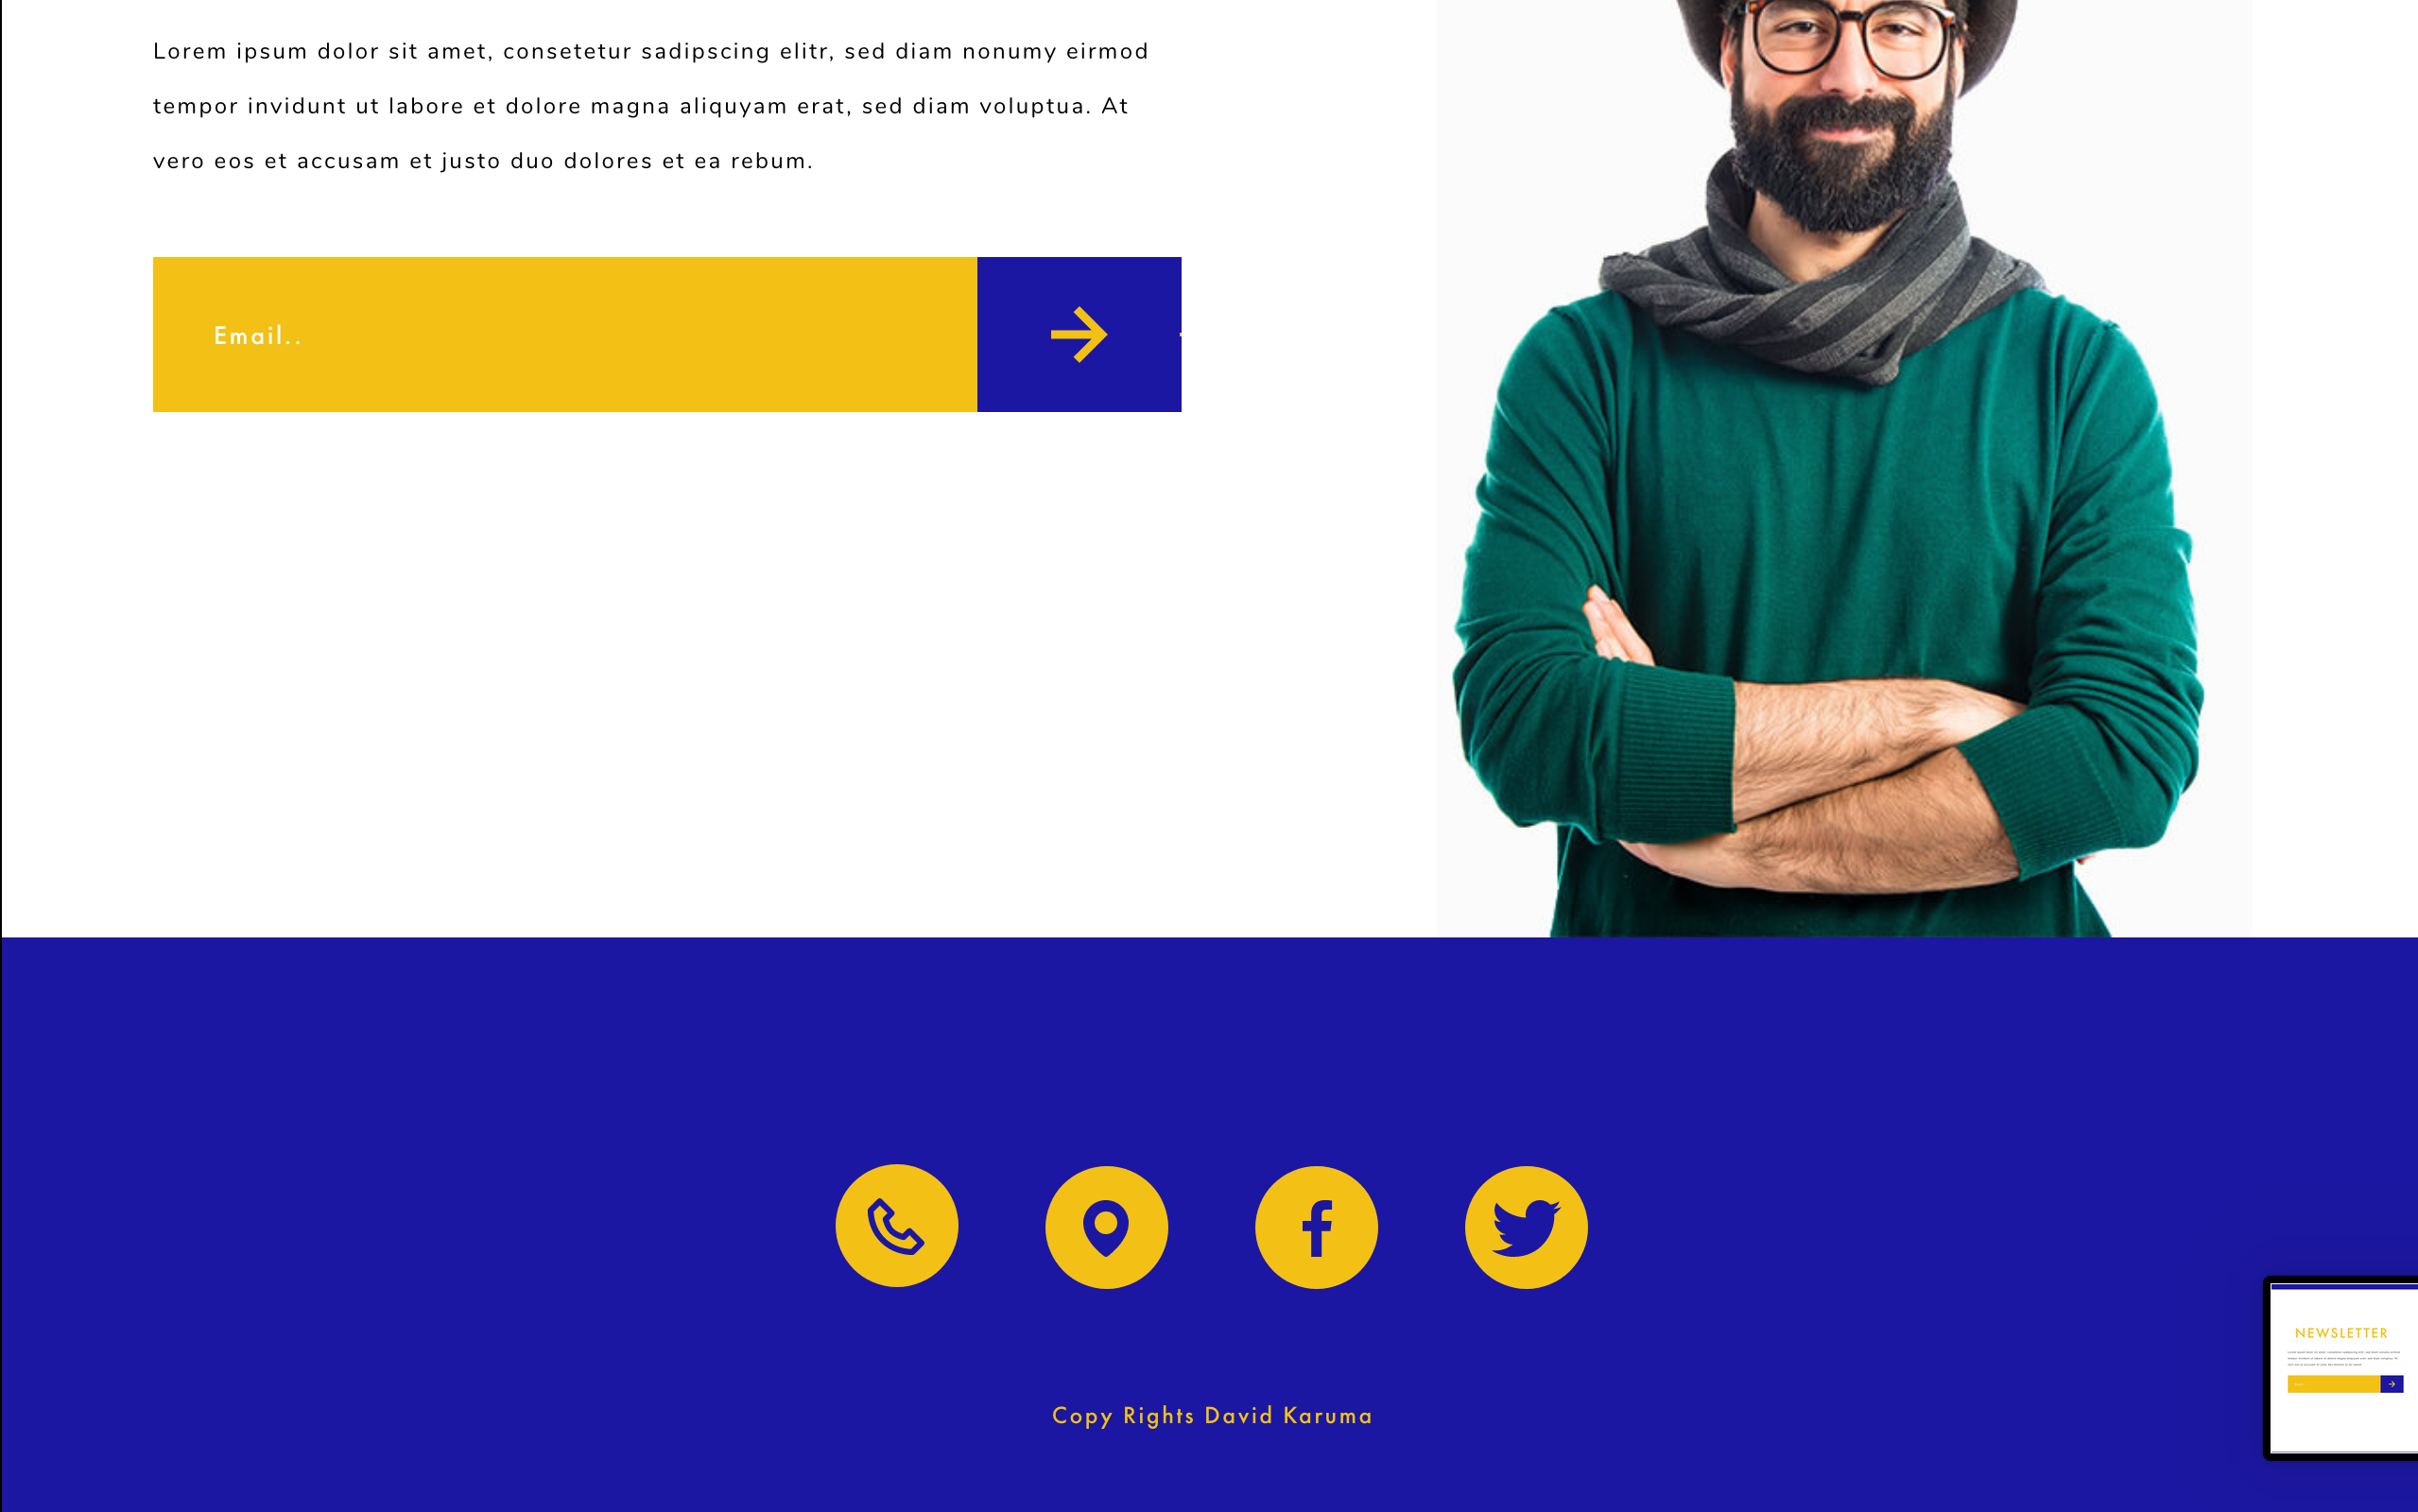 Lorem ipsum dolor sit amet, consetetur sadipscing elitr, sed diam nonumy eirmod
tempor invidunt ut labore et dolore magna aliquyam erat, sed diam voluptua. At
vero eos et accusam et justo duo dolores et ea rebum.
Email..
Copy Rights David Karuma
NEWSLETTER